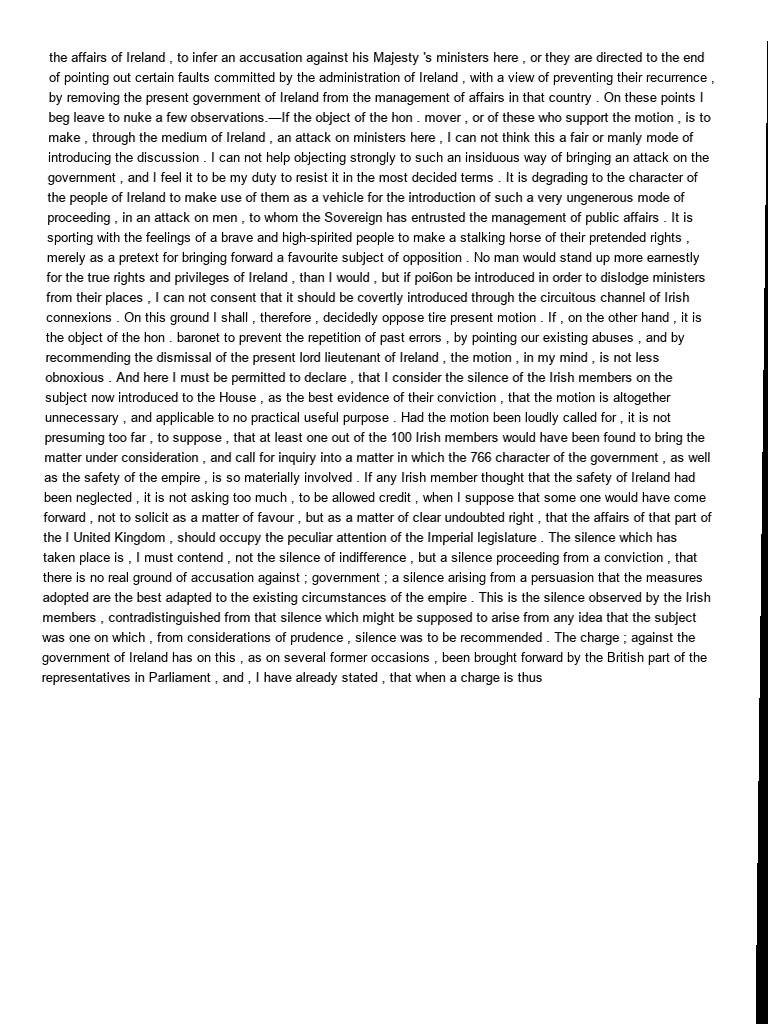 the affairs of Ireland , to infer an accusation against his Majesty 's ministers here , or they are directed to the end
of pointing out certain faults committed by the administration of Ireland , with a view of preventing their recurrence ,
by removing the present government of Ireland from the management of affairs in that country . On these points I
beg leave to nuke a few observations.—If the object of the hon . mover , or of these who support the motion , is to
make , through the medium of Ireland , an attack on ministers here , I can not think this a fair or manly mode of
introducing the discussion . I can not help objecting strongly to such an insiduous way of bringing an attack on the
government , and I feel it to be my duty to resist it in the most decided terms . It is degrading to the character of
the people of Ireland to make use of them as a vehicle for the introduction of such a very ungenerous mode of
proceeding , in an attack on men , to whom the Sovereign has entrusted the management of public affairs . It is
sporting with the feelings of a brave and high-spirited people to make a stalking horse of their pretended rights ,
merely as a pretext for bringing forward a favourite subject of opposition . No man would stand up more earnestly
for the true rights and privileges of Ireland , than I would , but if poi6on be introduced in order to dislodge ministers
from their places , I can not consent that it should be covertly introduced through the circuitous channel of Irish
connexions . On this ground I shall , therefore , decidedly oppose tire present motion . If , on the other hand , it is
the object of the hon . baronet to prevent the repetition of past errors , by pointing our existing abuses , and by
recommending the dismissal of the present lord lieutenant of Ireland , the motion , in my mind , is not less
obnoxious . And here I must be permitted to declare , that I consider the silence of the Irish members on the
subject now introduced to the House , as the best evidence of their conviction , that the motion is altogether
unnecessary , and applicable to no practical useful purpose . Had the motion been loudly called for , it is not
presuming too far , to suppose , that at least one out of the 100 Irish members would have been found to bring the
matter under consideration , and call for inquiry into a matter in which the 766 character of the government , as well
as the safety of the empire , is so materially involved . If any Irish member thought that the safety of Ireland had
been neglected , it is not asking too much , to be allowed credit , when I suppose that some one would have come
forward , not to solicit as a matter of favour , but as a matter of clear undoubted right , that the affairs of that part of
the I United Kingdom , should occupy the peculiar attention of the Imperial legislature . The silence which has
taken place is , I must contend , not the silence of indifference , but a silence proceeding from a conviction , that
there is no real ground of accusation against ; government ; a silence arising from a persuasion that the measures
adopted are the best adapted to the existing circumstances of the empire . This is the silence observed by the Irish
members , contradistinguished from that silence which might be supposed to arise from any idea that the subject
was one on which , from considerations of prudence , silence was to be recommended . The charge ; against the
government of Ireland has on this , as on several former occasions , been brought forward by the British part of the
representatives in Parliament , and , I have already stated , that when a charge is thus